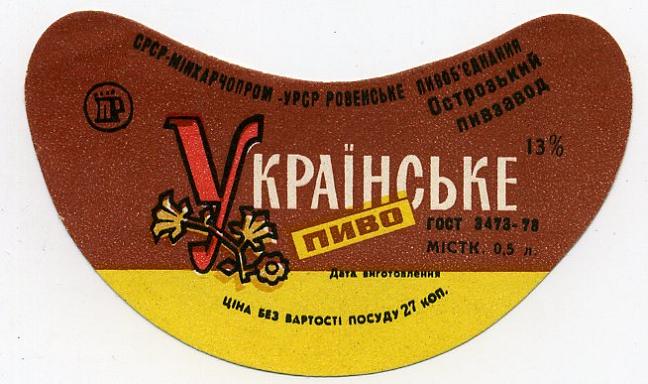 СРСР-МІНХАРЧОПРОМ -УРСР РОВЕНСЬКЕ ПИВОБ'ЄДНАННЯ
Острозький
пивзавод
ПР
13%
УКРАЇНСЬКЕ
ПИВО
ГОСТ 3473-78
МІСТК. 0,5 л.
Дата виготовлення
ЦІНА БЕЗ ВАРТОСТІ ПОСУДУ 27 КОП.